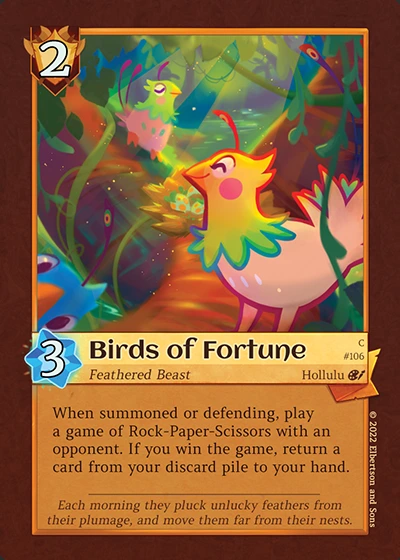 2
3
Birds of Fortune
C
#106
Feathered Beast
Hollulu
When summoned or defending, play
a game of Rock-Paper-Scissors with an
opponent. If you win the game, return a
card from your discard pile to your hand.
Each morning they pluck unlucky feathers from
their plumage, and move them far from their nests.
© 2022 Elbertson and Sons